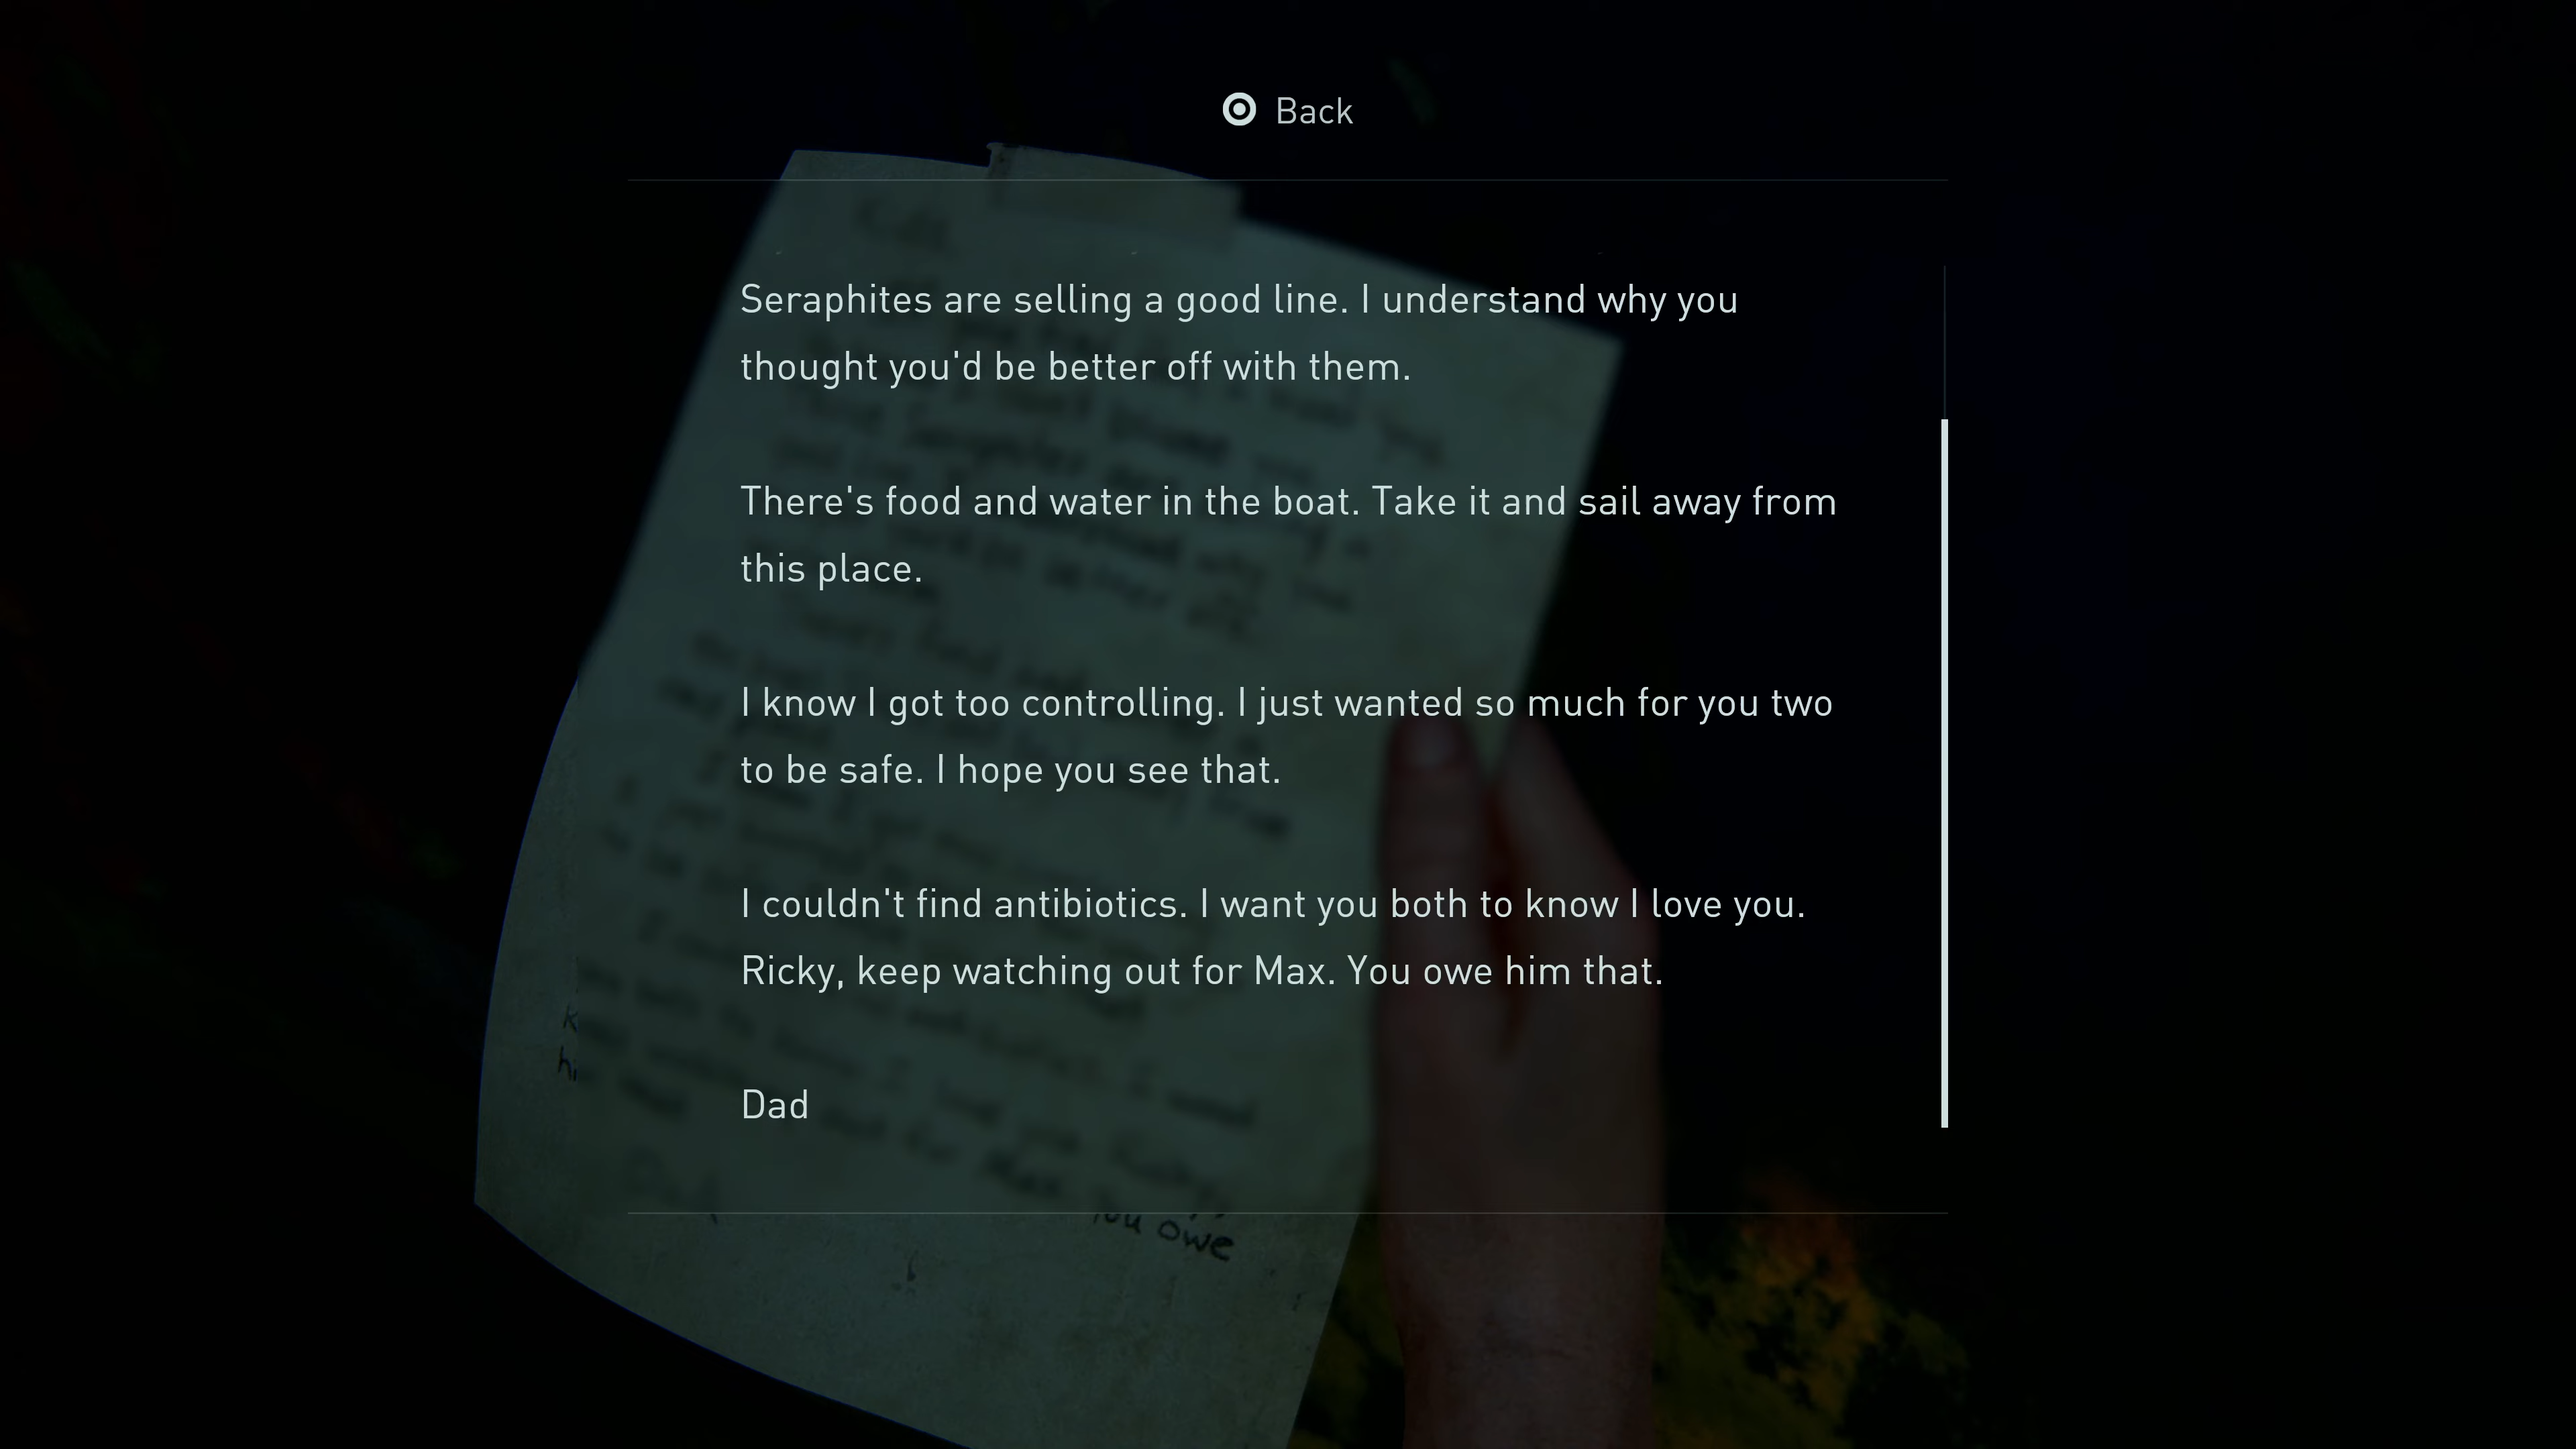 Back
Seraphites are selling a good line. I understand why you
thought you'd be better off with them.
There's food and water in the boat. Take it and sail away from
this place.
I know I got too controlling. I just wanted so much for you two
to be safe. I hope you see that.
I couldn't find antibiotics. I want you both to know I love you.
Ricky, keep watching out for Max. You owe him that.
Dad
you owe